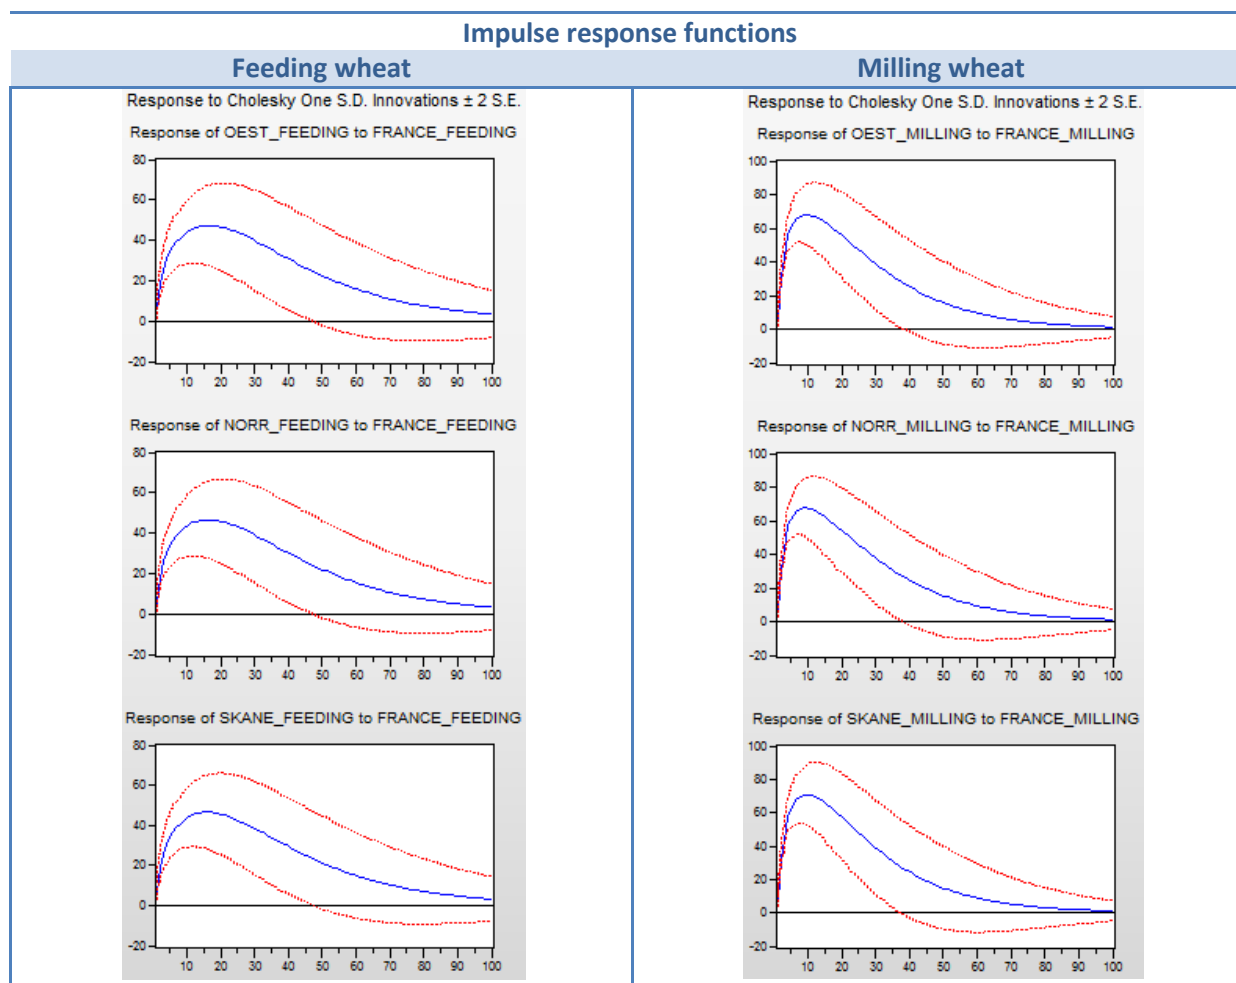 Impulse response functions
Feeding wheat
Milling wheat
Response to Cholesky One S.D. Innovations ± 2 S.E.
Response of OEST_FEEDING to FRANCE_FEEDING
80
60
40
20
0
-20
10 20 30 40 50 60 70 80 90 100
Response of NORR_FEEDING to FRANCE_FEEDING
80
60
40
20
0
-20
10 20 30 40 50 60 70 80 90 100
Response of SKANE_FEEDING to FRANCE_FEEDING
80
60
40
20
0
-20
10 20 30 40 50 60 70 80 90 100
Response to Cholesky One S.D. Innovations ± 2 S.E.
Response of OEST_MILLING to FRANCE_MILLING
100
80
60
40
20
0
-20
10 20 30 40 50 60 70 80 90 100
Response of NORR_MILLING to FRANCE_MILLING
100
80
60
40
20
0
-20
10 20 30 40 50 60 70 80 90 100
Response of SKANE_MILLING to FRANCE_MILLING
100
80
60
40
20
0
-20
10 20 30 40 50 60 70 80 90 100